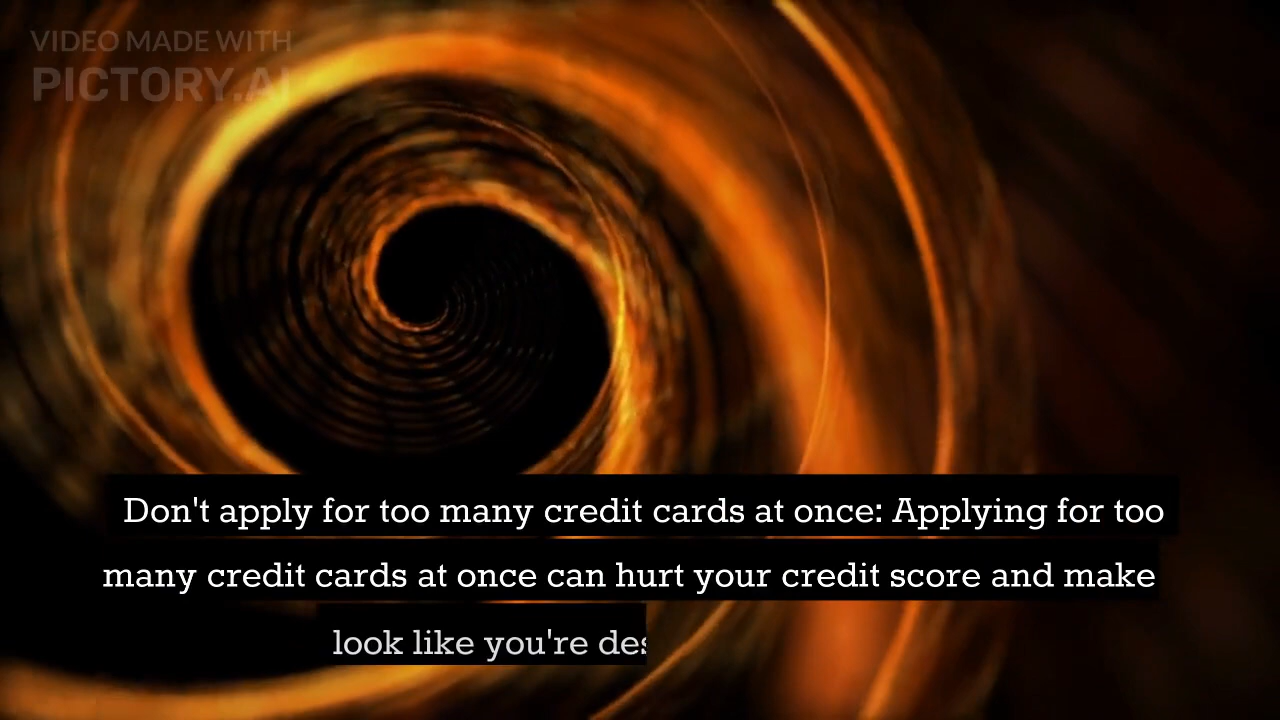 VIDEO MADE WITH
PICTORY.AI
Don't apply for too many credit cards at once: Applying for too
many credit cards at once can hurt your credit score and make
look like you're